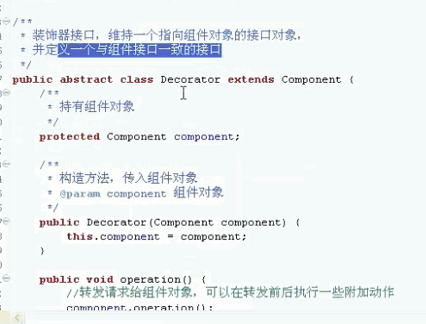 /**
* 装饰器接口，维持一个指向组件对象的接口对象，
* 并定义一个与组件接口一致的接口
*/
public abstract class Decorator extends Component {
/**
* 持有组件对象
*/
protected Component component;
/**
* 构造方法，传入组件对象
* @param component 组件对象
*/
public Decorator(Component component) {
this.component = component;
}
public void operation() {
//转发请求给组件对象，可以在转发前后执行一些附加动作
component.operation();